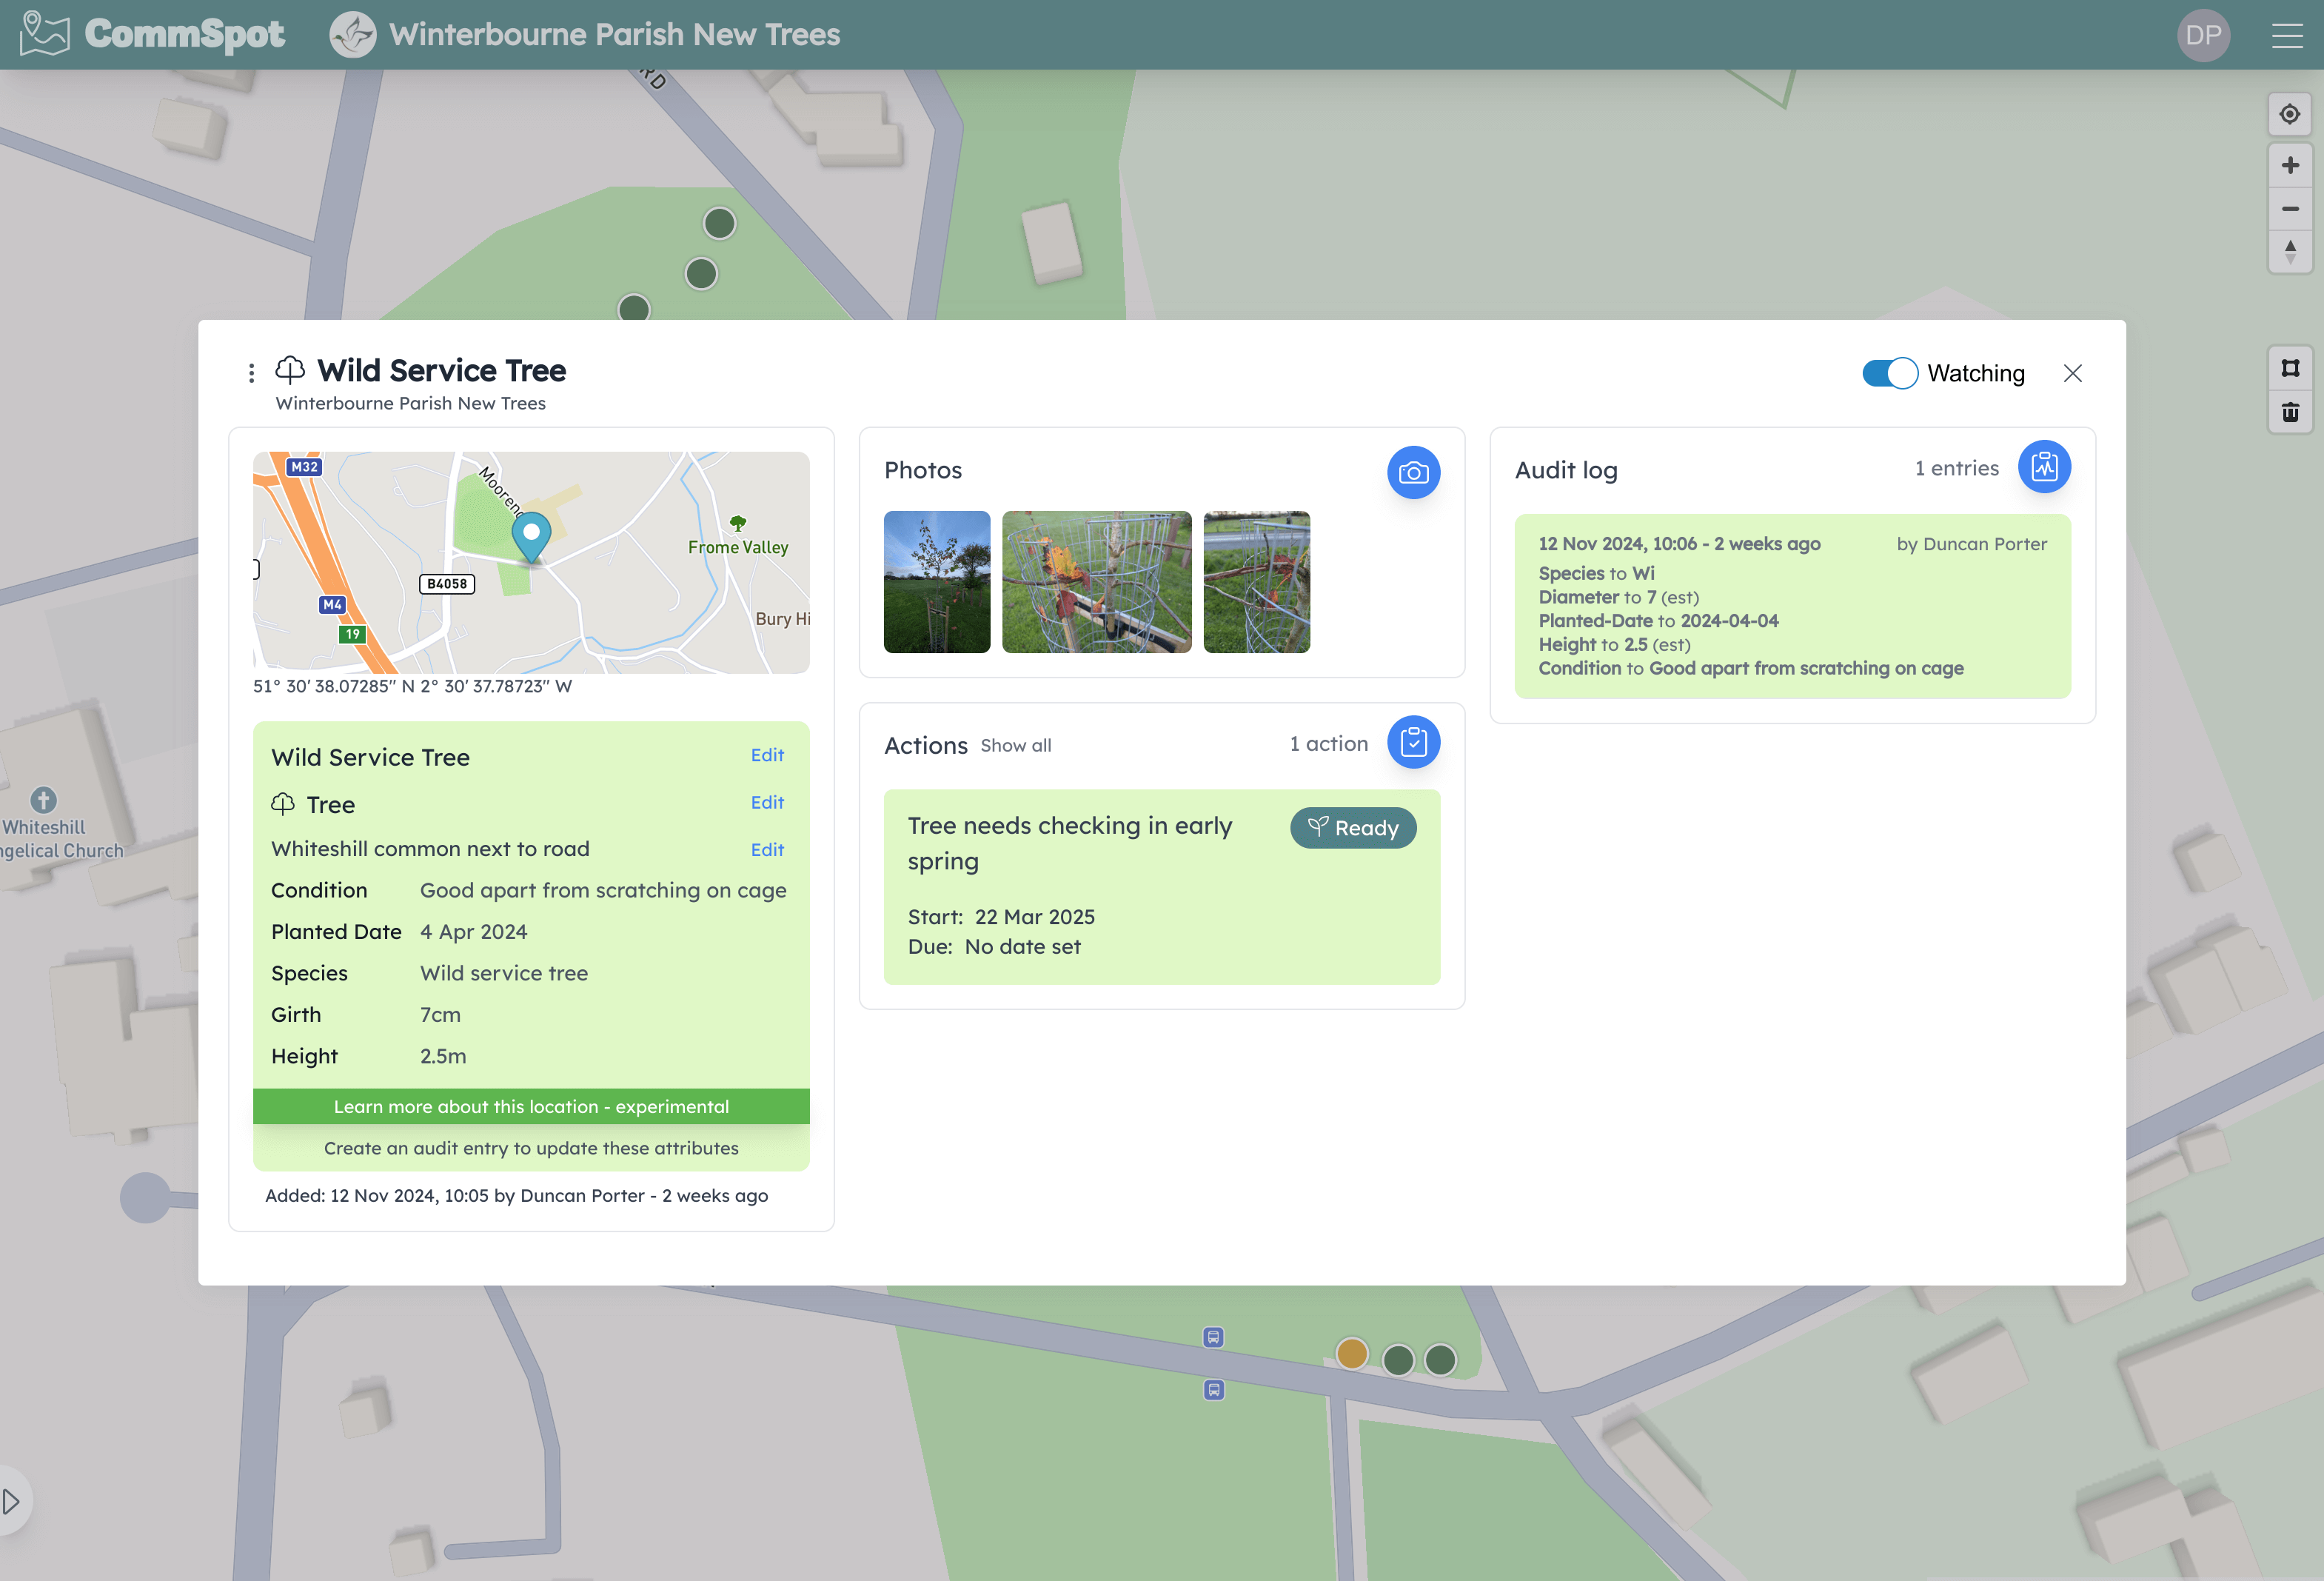 CommSpot
Winterbourne Parish New Trees
DP
RD
Wild Service Tree
Winterbourne Parish New Trees
Watching
M32
Moorend
Frome Valley
B4058
M4
19
Bury Hi
51° 30' 38.07285" N 2° 30' 37.78723" W
Wild Service Tree
Edit
Tree
Edit
Whiteshill common next to road
Edit
Condition Good apart from scratching on cage
Planted Date 4 Apr 2024
Species Wild service tree
Girth 7cm
Height 2.5m
Learn more about this location - experimental
Create an audit entry to update these attributes
Added: 12 Nov 2024, 10:05 by Duncan Porter - 2 weeks ago
Photos
Actions Show all 1 action
Tree needs checking in early
spring
Ready
Start: 22 Mar 2025
Due: No date set
Audit log 1 entries
12 Nov 2024, 10:06 - 2 weeks ago by Duncan Porter
Species to Wi
Diameter to 7 (est)
Planted-Date to 2024-04-04
Height to 2.5 (est)
Condition to Good apart from scratching on cage
Whiteshill
ngelical Church